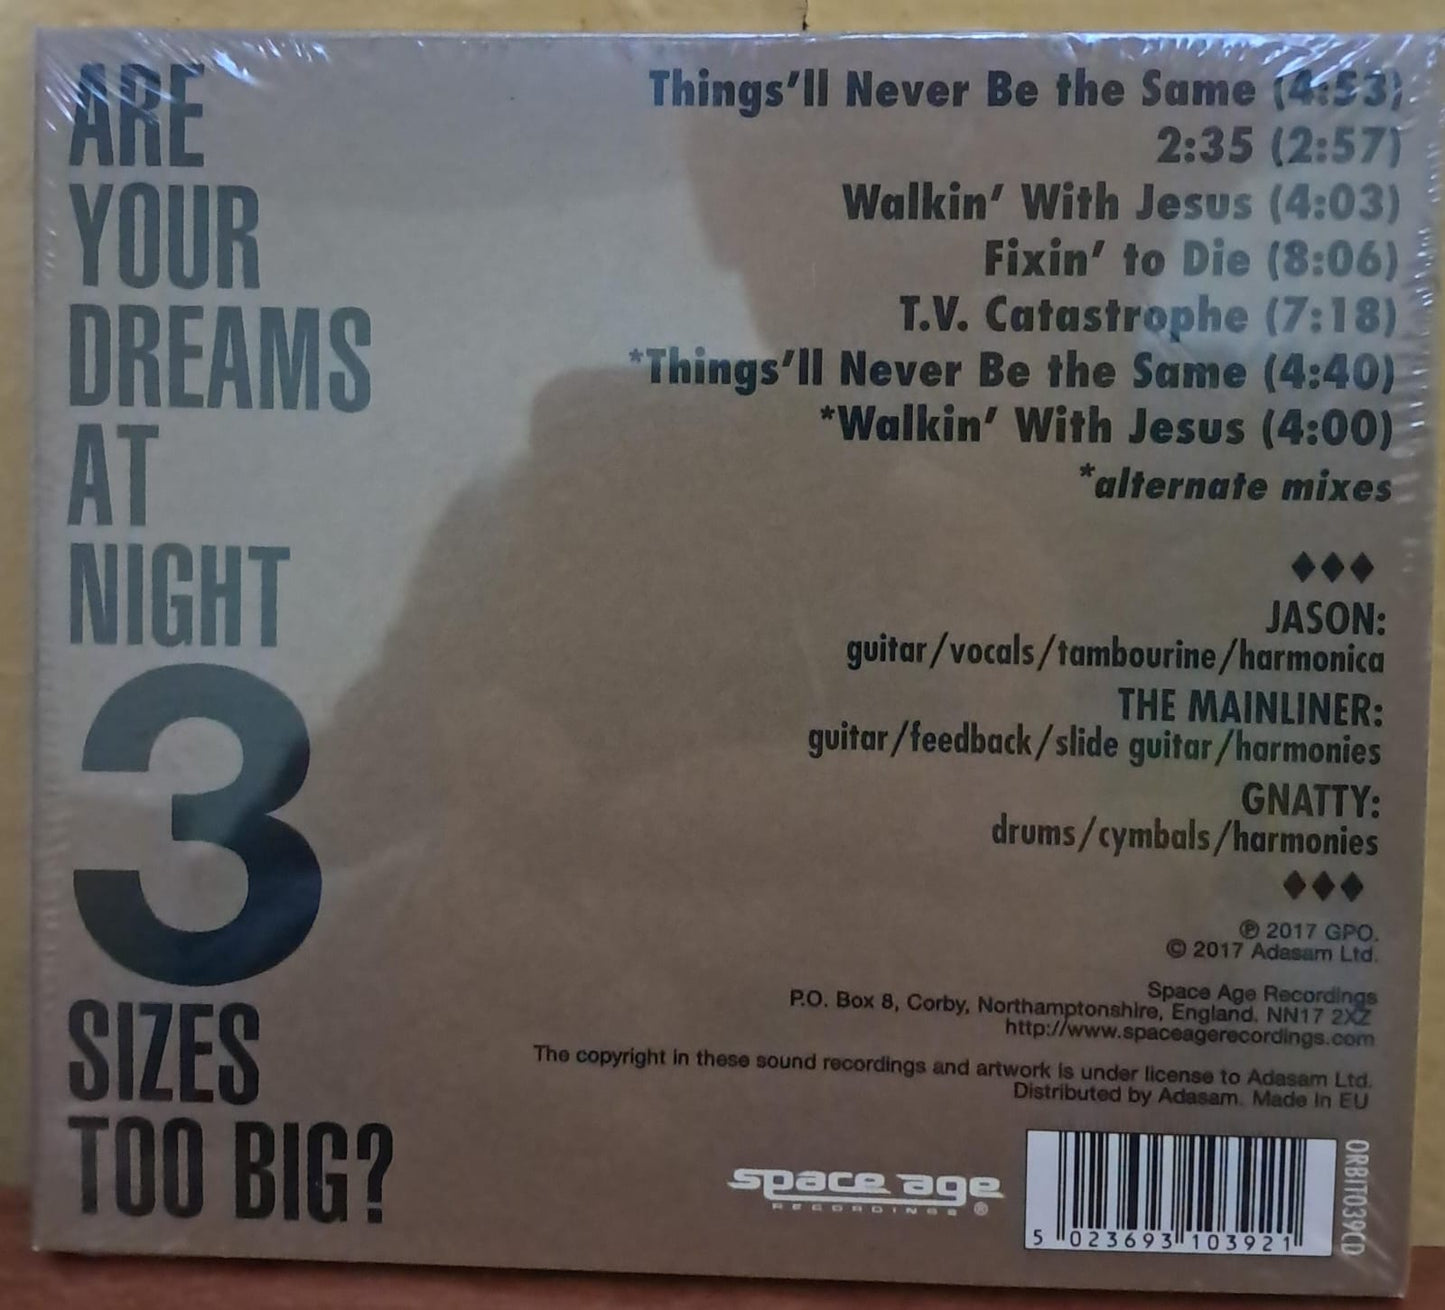 ARE
YOUR
DREAMS
AT
NIGHT
3
SIZES
TOO BIG?
Things'll Never Be the Same (4:53)
2:35 (2:57)
Walkin' With Jesus (4:03)
Fixin' to Die (8:06)
T.V. Catastrophe (7:18)
*Things'll Never Be the Same (4:40)
*Walkin' With Jesus (4:00)
*alternate mixes
♦♦♦
JASON:
guitar/vocals/tambourine/harmonica
THE MAINLINER:
guitar/feedback/slide guitar/harmonies
GNATTY:
drums/cymbals/harmonies
♦♦♦
℗ 2017 GPO.
© 2017 Adasam Ltd.
Space Age Recordings
P.O. Box 8, Corby, Northamptonshire, England. NN17 2XZ
http://www.spaceagerecordings.com
The copyright in these sound recordings and artwork is under license to Adasam Ltd.
Distributed by Adasam. Made in EU
space age
RECORDINGS ®
5 023693 103921
ORBIT039CD